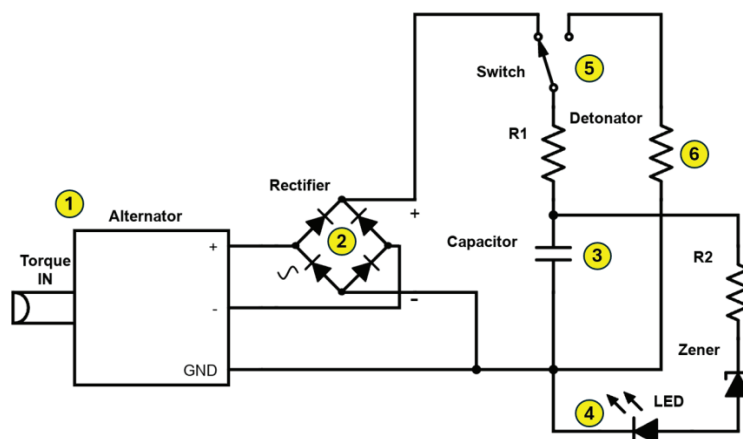 5
Switch
Detonator
R1
6
Rectifier
1
Alternator
+
2
Capacitor
3
R2
Torque
IN
+
-
-
Zener
GND
4
LED